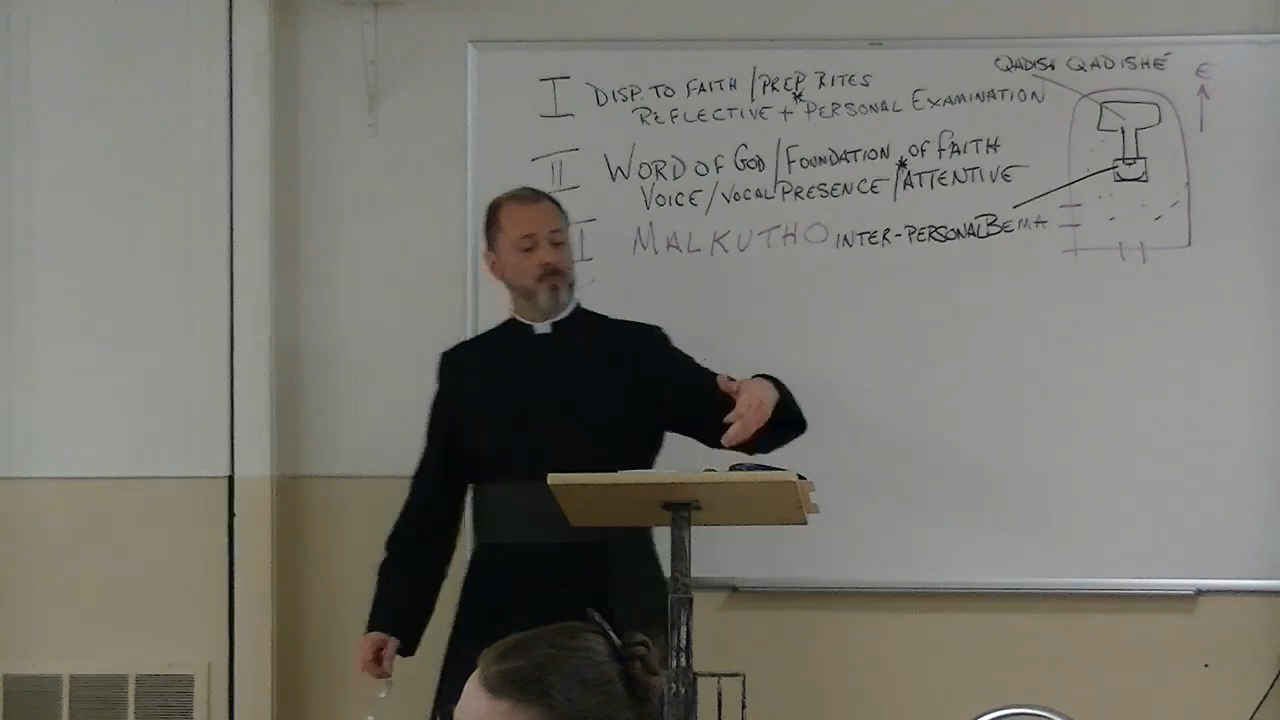 I DISP. TO FAITH / PREP RITES
REFLECTIVE + * PERSONAL EXAMINATION
II WORD OF GOD / FOUNDATION OF FAITH
VOICE / VOCAL PRESENCE / * ATTENTIVE
I MALKUTHO INTER-PERSONAL BEMA
QADISH QADISHÉ
E